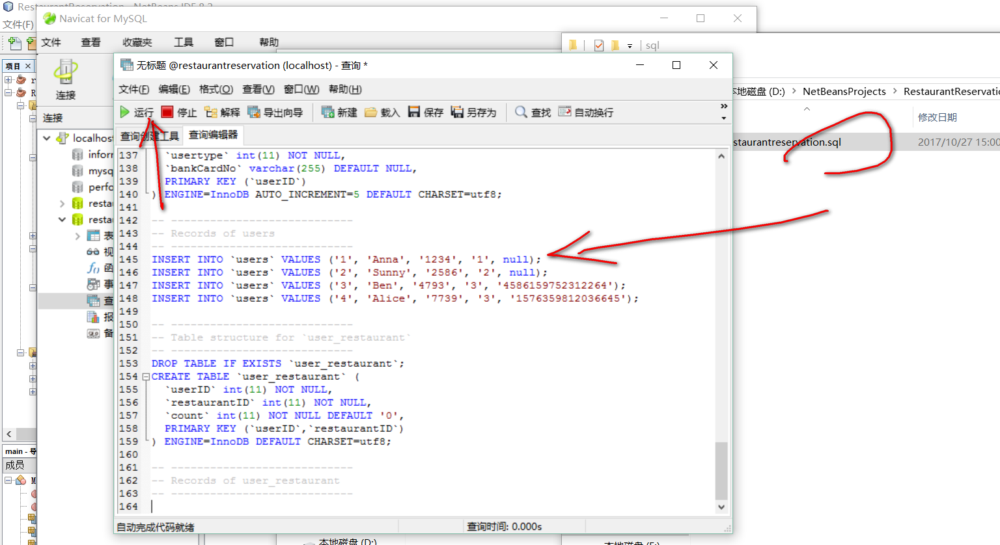 RestaurantReservation - NetBeans IDE 8.2
文件(F)
Navicat for MySQL
文件 查看 收藏夹 工具 窗口 帮助
sql
项目
连接
连接
localhost
infor
mysq
perfo
resta
resta
表
视
函
事
查
报
备
main - 导
成员
无标题 @restaurantreservation (localhost) - 查询 *
文件(F) 编辑(E) 格式(O) 查看(V) 窗口(W) 帮助(H)
运行 停止 解释 导出向导 新建 载入 保存 另存为 查找 自动换行
查询创建工具 查询编辑器
137 `usertype` int(11) NOT NULL,
138 `bankCardNo` varchar(255) DEFAULT NULL,
139 PRIMARY KEY (`userID`)
140 ) ENGINE=InnoDB AUTO_INCREMENT=5 DEFAULT CHARSET=utf8;
141
142 -- ----------------------------
143 -- Records of users
144 -- ----------------------------
145 INSERT INTO `users` VALUES ('1', 'Anna', '1234', '1', null);
146 INSERT INTO `users` VALUES ('2', 'Sunny', '2586', '2', null);
147 INSERT INTO `users` VALUES ('3', 'Ben', '4793', '3', '4586159752312264');
148 INSERT INTO `users` VALUES ('4', 'Alice', '7739', '3', '1576359812036645');
149
150 -- ----------------------------
151 -- Table structure for `user_restaurant`
152 -- ----------------------------
153 DROP TABLE IF EXISTS `user_restaurant`;
154 CREATE TABLE `user_restaurant` (
155 `userID` int(11) NOT NULL,
156 `restaurantID` int(11) NOT NULL,
157 `count` int(11) NOT NULL DEFAULT '0',
158 PRIMARY KEY (`userID`,`restaurantID`)
159 ) ENGINE=InnoDB DEFAULT CHARSET=utf8;
160
161 -- ----------------------------
162 -- Records of user_restaurant
163 -- ----------------------------
164
自动完成代码就绪 查询时间: 0.000s
本地磁盘 (D:) NetBeansProjects RestaurantReservatio
修改日期
staurantreservation.sql 2017/10/27 15:00
本地磁盘 (D:)